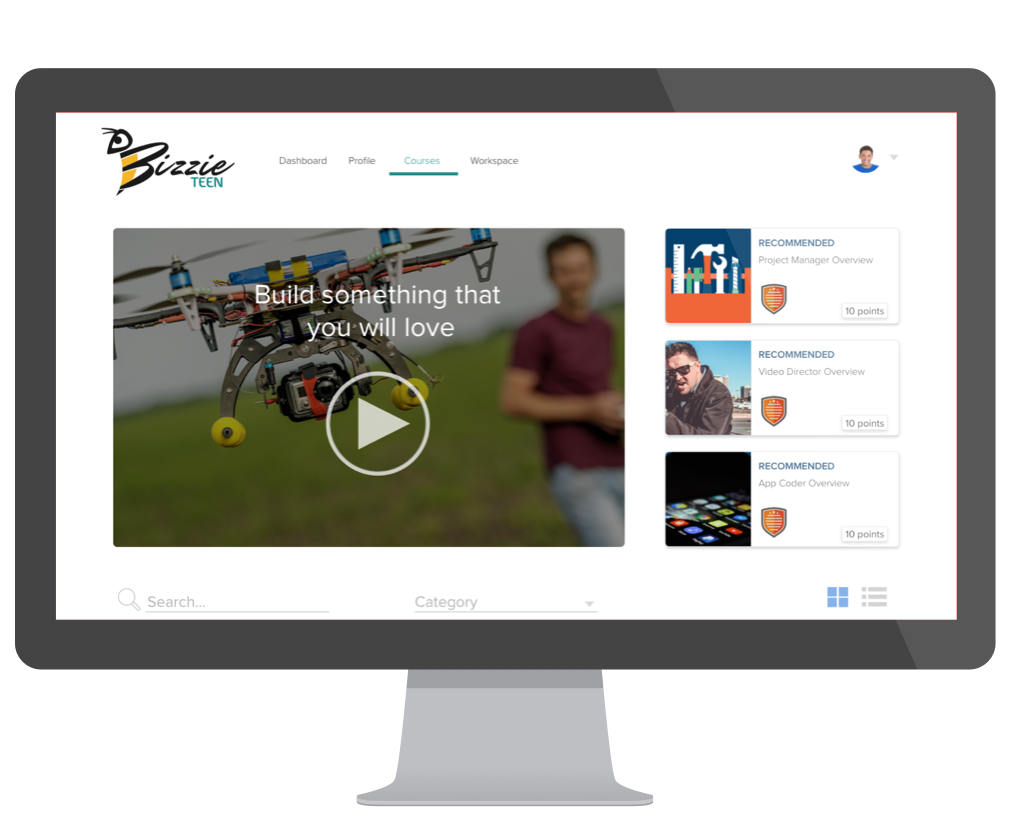 Bizzie
TEEN
Dashboard Profile Courses Workspace
Build something that
you will love
RECOMMENDED
Project Manager Overview
10 points
RECOMMENDED
Video Director Overview
10 points
RECOMMENDED
App Coder Overview
10 points
Search... Category